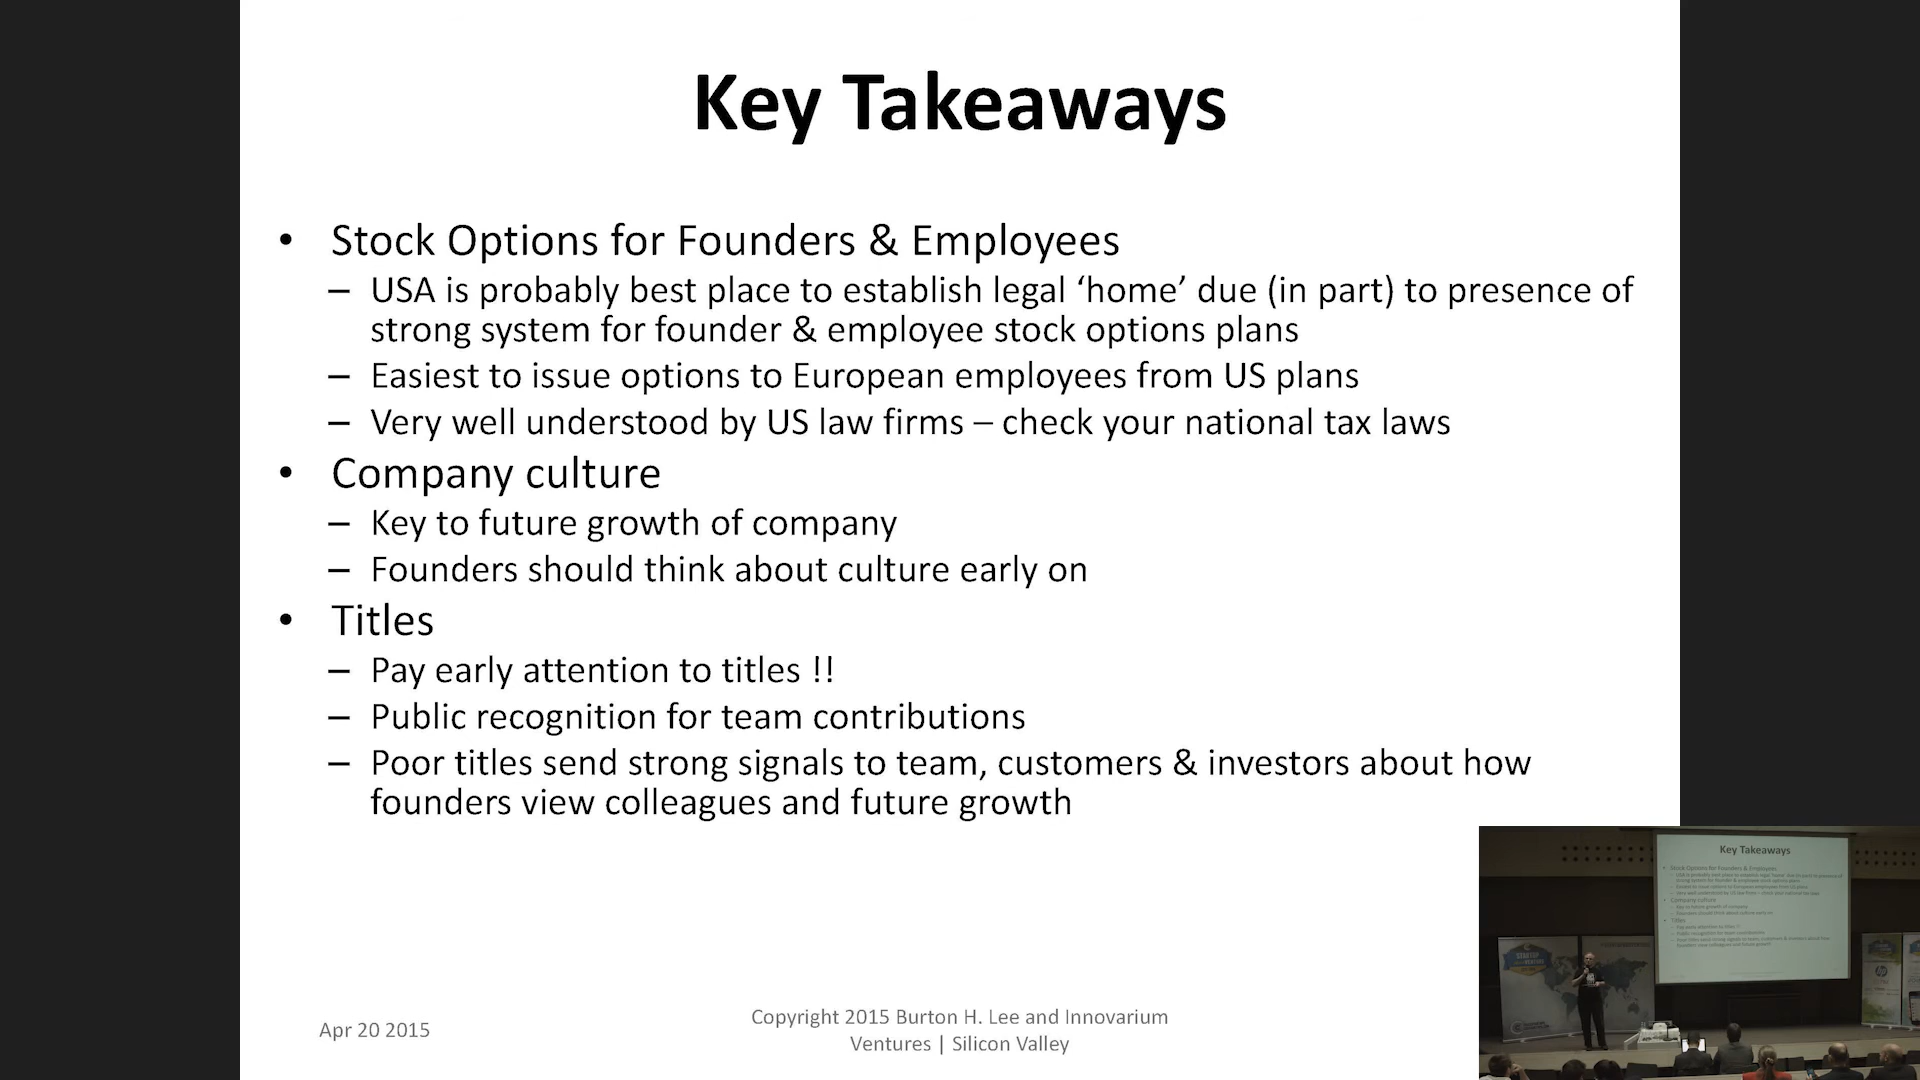 Key Takeaways
• Stock Options for Founders & Employees
– USA is probably best place to establish legal ‘home’ due (in part) to presence of
strong system for founder & employee stock options plans
– Easiest to issue options to European employees from US plans
– Very well understood by US law firms – check your national tax laws
• Company culture
– Key to future growth of company
– Founders should think about culture early on
• Titles
– Pay early attention to titles !!
– Public recognition for team contributions
– Poor titles send strong signals to team, customers & investors about how
founders view colleagues and future growth
Apr 20 2015
Copyright 2015 Burton H. Lee and Innovarium
Ventures | Silicon Valley
Key Takeaways